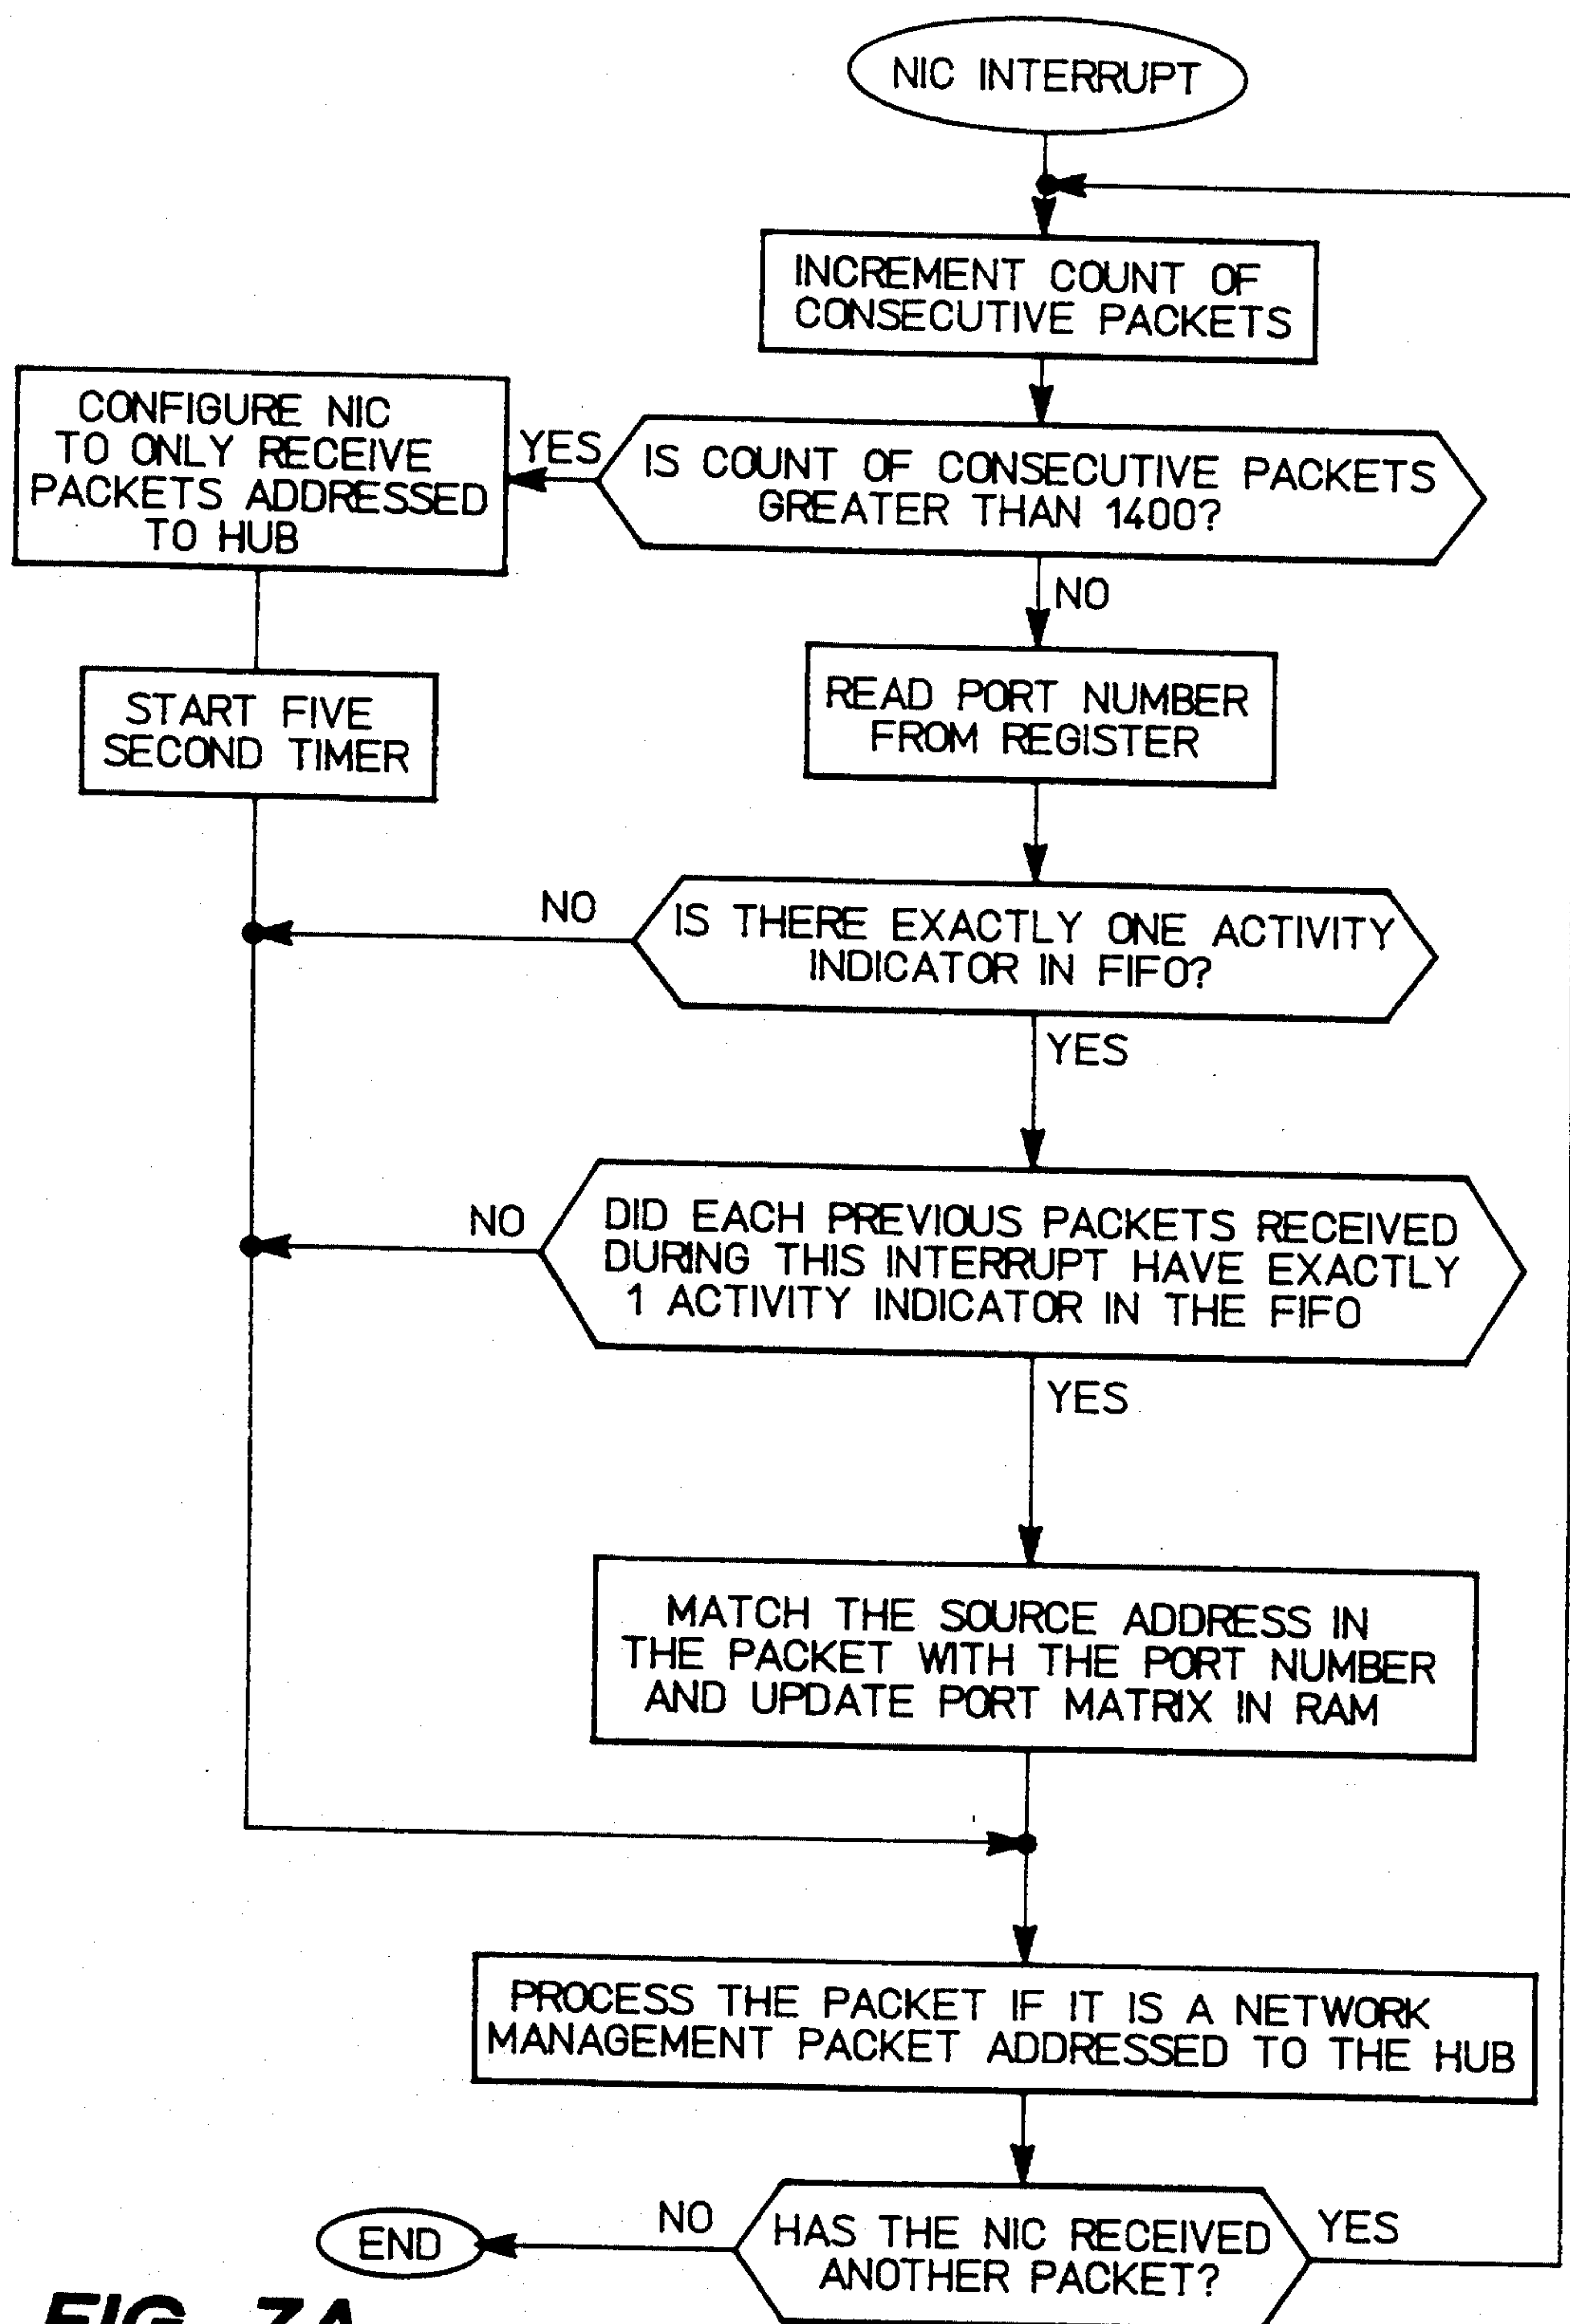 NIC INTERRUPT
INCREMENT COUNT OF
CONSECUTIVE PACKETS
CONFIGURE NIC
TO ONLY RECEIVE
PACKETS ADDRESSED
TO HUB
YES
IS COUNT OF CONSECUTIVE PACKETS
GREATER THAN 1400?
NO
START FIVE
SECOND TIMER
READ PORT NUMBER
FROM REGISTER
NO
IS THERE EXACTLY ONE ACTIVITY
INDICATOR IN FIFO?
YES
NO
DID EACH PREVIOUS PACKETS RECEIVED
DURING THIS INTERRUPT HAVE EXACTLY
1 ACTIVITY INDICATOR IN THE FIFO
YES
MATCH THE SOURCE ADDRESS IN
THE PACKET WITH THE PORT NUMBER
AND UPDATE PORT MATRIX IN RAM
PROCESS THE PACKET IF IT IS A NETWORK
MANAGEMENT PACKET ADDRESSED TO THE HUB
END
NO
HAS THE NIC RECEIVED
ANOTHER PACKET?
YES
FIG. 7A